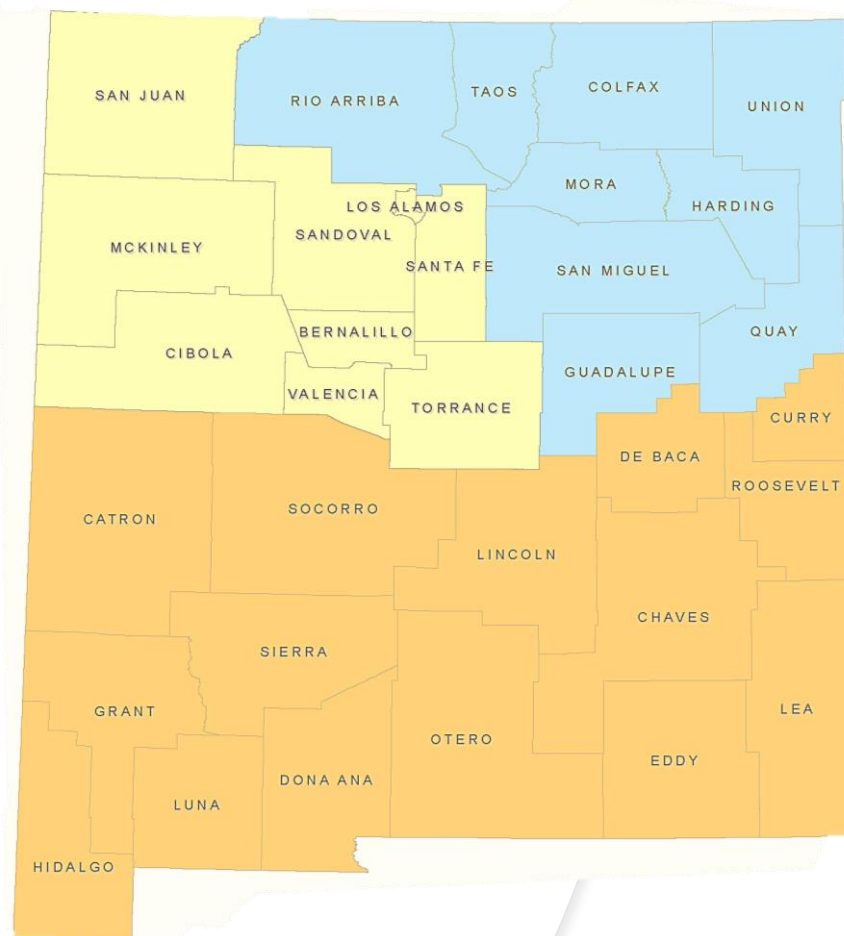 SAN JUAN
RIO ARRIBA
TAOS
COLFAX
UNION
MORA
HARDING
LOS ALAMOS
SANDOVAL
MCKINLEY
SANTA FE
SAN MIGUEL
BERNALILLO
QUAY
CIBOLA
GUADALUPE
VALENCIA
TORRANCE
CURRY
DE BACA
ROOSEVELT
CATRON
SOCORRO
LINCOLN
CHAVES
SIERRA
GRANT
LEA
OTERO
EDDY
DONA ANA
LUNA
HIDALGO